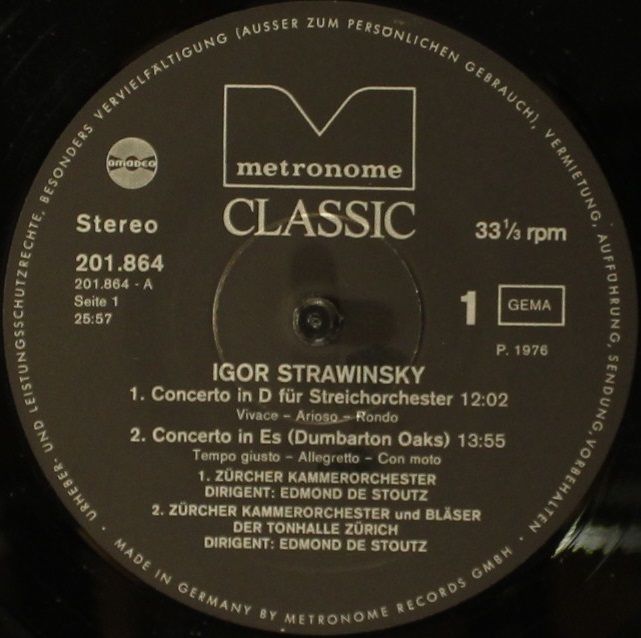 URHEBER- UND LEISTUNGSSCHUTZRECHTE, BESONDERS VERVIELFÄLTIGUNG (AUSSER ZUM PERSÖNLICHEN GEBRAUCH), VERMIETUNG, AUFFÜHRUNG, SENDUNG VORBEHALTEN
metronome
CLASSIC
amadeo
Stereo
33 1/3 rpm
201.864
201.864 - A
Seite 1
25:57
1
GEMA
P. 1976
IGOR STRAWINSKY
1. Concerto in D für Streichorchester 12:02
Vivace – Arioso – Rondo
2. Concerto in Es (Dumbarton Oaks) 13:55
Tempo giusto – Allegretto – Con moto
1. ZÜRCHER KAMMERORCHESTER
DIRIGENT: EDMOND DE STOUTZ
2. ZÜRCHER KAMMERORCHESTER und BLÄSER
DER TONHALLE ZÜRICH
DIRIGENT: EDMOND DE STOUTZ
· MADE IN GERMANY BY METRONOME RECORDS GMBH ·